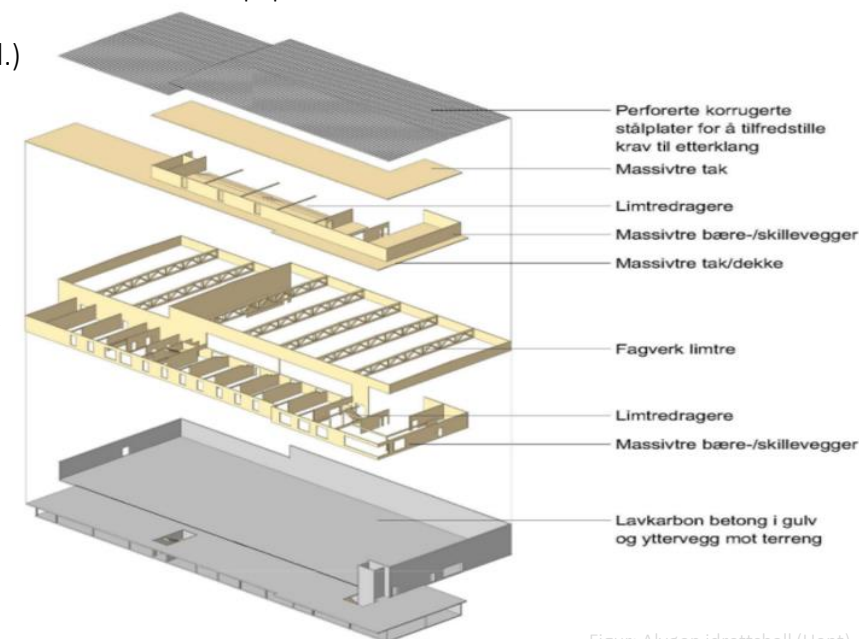 l.)
Perforerte korrugerte
stålplater for å tilfredstille
krav til etterklang
Massivtre tak
Limtredragere
Massivtre bære-/skillevegger
Massivtre tak/dekke
Fagverk limtre
Limtredragere
Massivtre bære-/skillevegger
Lavkarbon betong i gulv
og yttervegg mot terreng